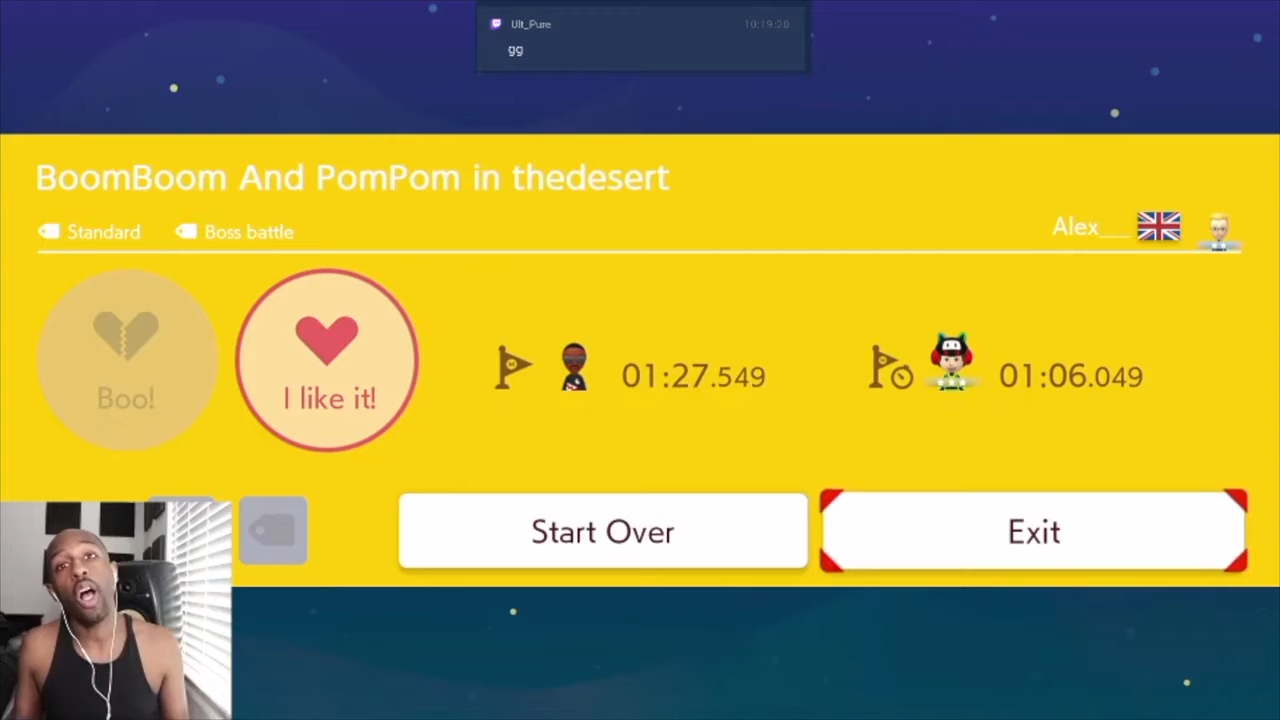 Ult_Pure 10:19:20
gg
BoomBoom And PomPom in thedesert
Standard Boss battle Alex__
Boo! I like it! 01:27.549 01:06.049
Start Over Exit